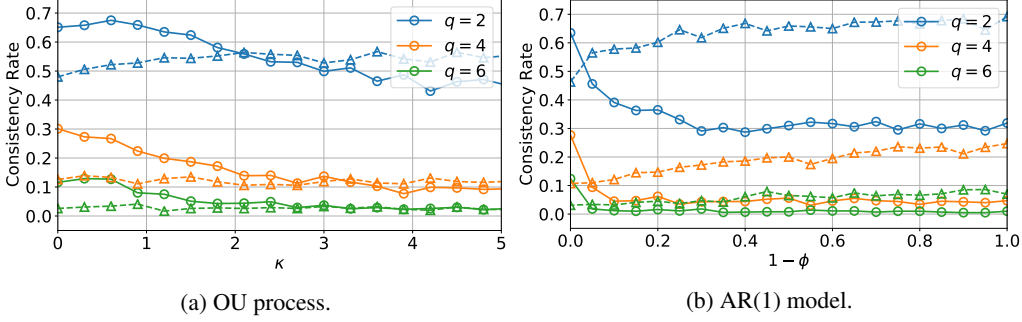 Consistency Rate
0.7
0.6
0.5
0.4
0.3
0.2
0.1
0.0
0
1
2
3
4
5
κ
q = 2
q = 4
q = 6
(a) OU process.
Consistency Rate
0.7
0.6
0.5
0.4
0.3
0.2
0.1
0.0
0.0
0.2
0.4
0.6
0.8
1.0
1 − ϕ
q = 2
q = 4
q = 6
(b) AR(1) model.